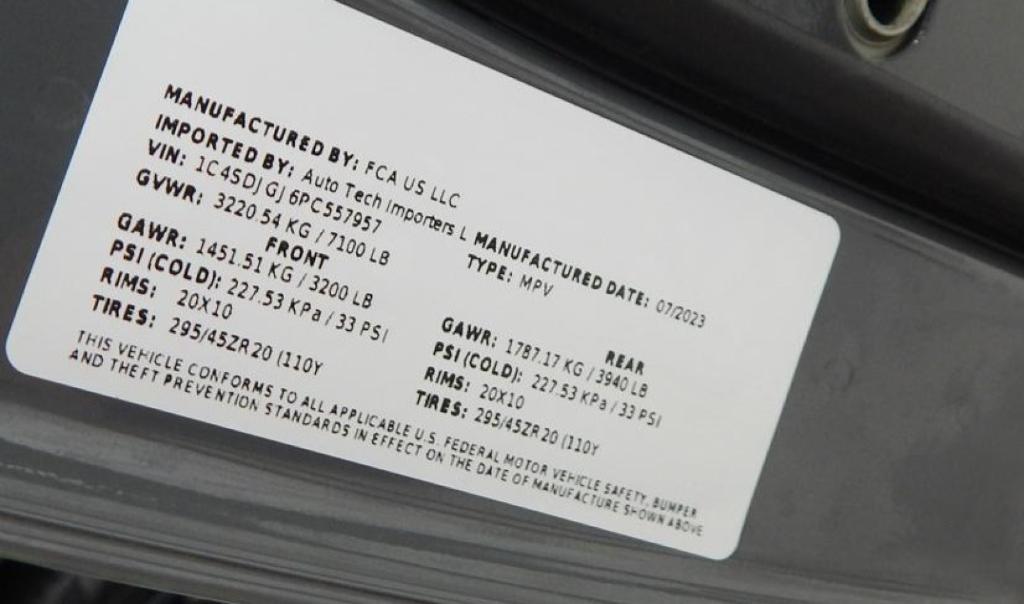 MANUFACTURED BY: FCA US LLC
IMPORTED BY: Auto Tech Importers L MANUFACTURED DATE: 07/2023
VIN: 1C4SDJGJ6PC557957 TYPE: MPV
GVWR: 3220.54 KG / 7100 LB
FRONT REAR
GAWR: 1451.51 KG / 3200 LB GAWR: 1787.17 KG / 3940 LB
PSI (COLD): 227.53 KPa / 33 PSI PSI (COLD): 227.53 KPa / 33 PSI
RIMS: 20X10 RIMS: 20X10
TIRES: 295/45ZR20 (110Y TIRES: 295/45ZR20 (110Y
THIS VEHICLE CONFORMS TO ALL APPLICABLE U.S. FEDERAL MOTOR VEHICLE SAFETY, BUMPER
AND THEFT PREVENTION STANDARDS IN EFFECT ON THE DATE OF MANUFACTURE SHOWN ABOVE